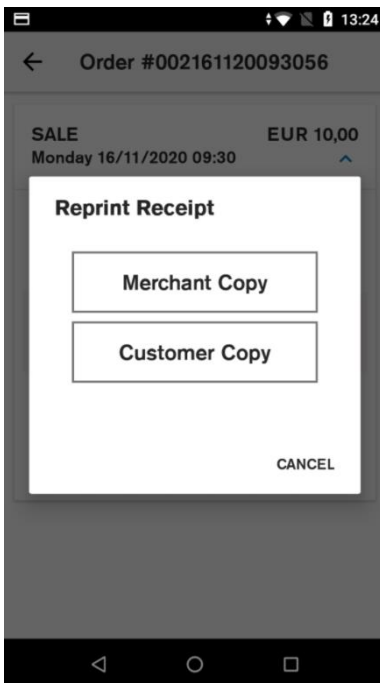 13:24
Order #002161120093056
SALE EUR 10,00
Monday 16/11/2020 09:30
Reprint Receipt
Merchant Copy
Customer Copy
CANCEL